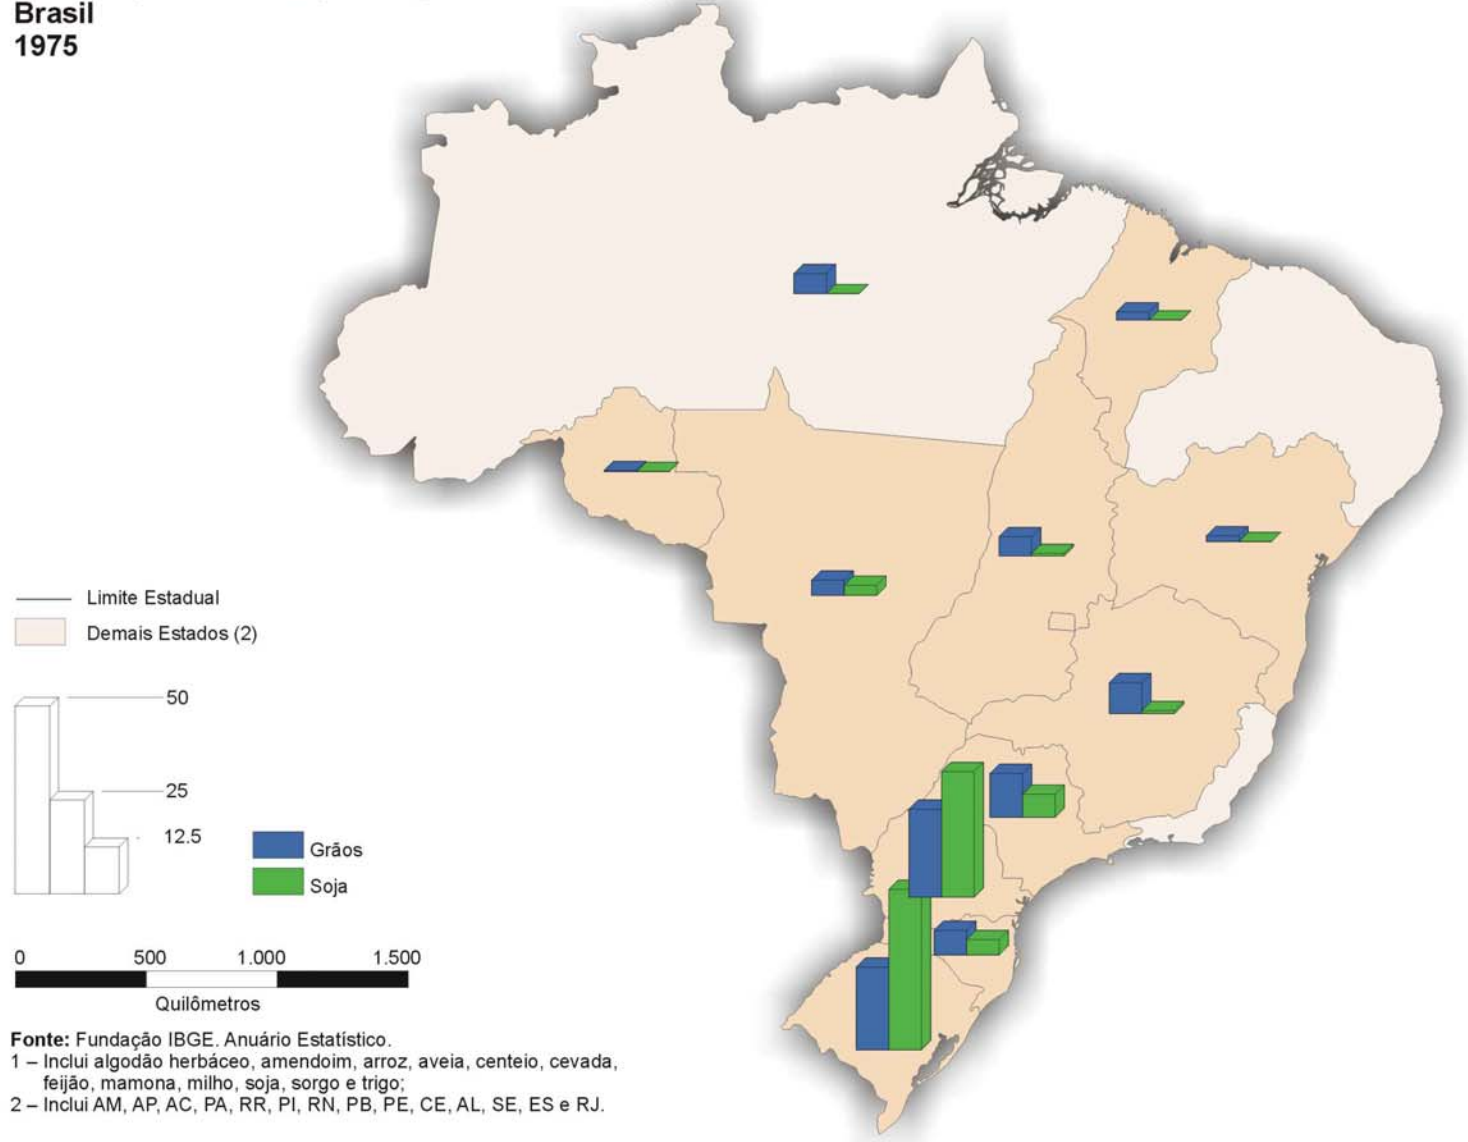 Brasil
1975
Limite Estadual
Demais Estados (2)
50
25
12.5
Grãos
Soja
0 500 1.000 1.500
Quilômetros
Fonte: Fundação IBGE. Anuário Estatístico.
1 – Inclui algodão herbáceo, amendoim, arroz, aveia, centeio, cevada,
feijão, mamona, milho, soja, sorgo e trigo;
2 – Inclui AM, AP, AC, PA, RR, PI, RN, PB, PE, CE, AL, SE, ES e RJ.